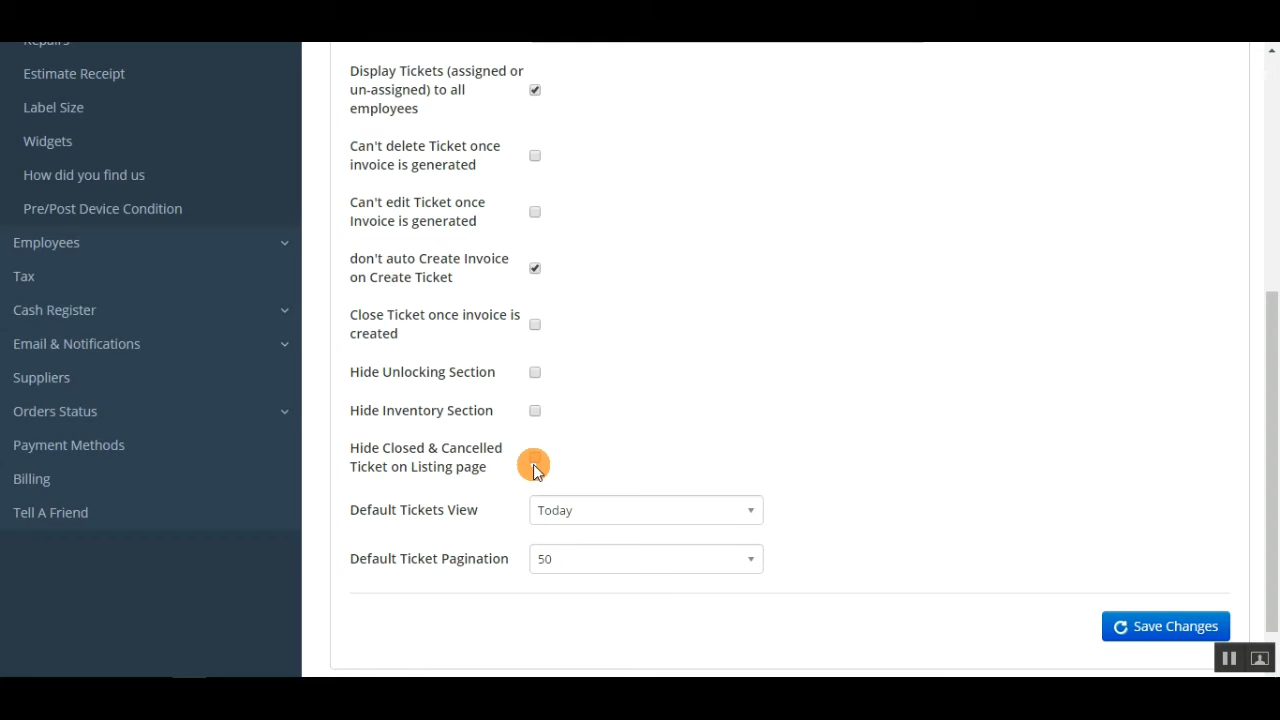 Repairs
Estimate Receipt
Label Size
Widgets
How did you find us
Pre/Post Device Condition
Employees
Tax
Cash Register
Email & Notifications
Suppliers
Orders Status
Payment Methods
Billing
Tell A Friend
Display Tickets (assigned or
un-assigned) to all
employees
Can't delete Ticket once
invoice is generated
Can't edit Ticket once
Invoice is generated
don't auto Create Invoice
on Create Ticket
Close Ticket once invoice is
created
Hide Unlocking Section
Hide Inventory Section
Hide Closed & Cancelled
Ticket on Listing page
Default Tickets View
Today
Default Ticket Pagination
50
Save Changes